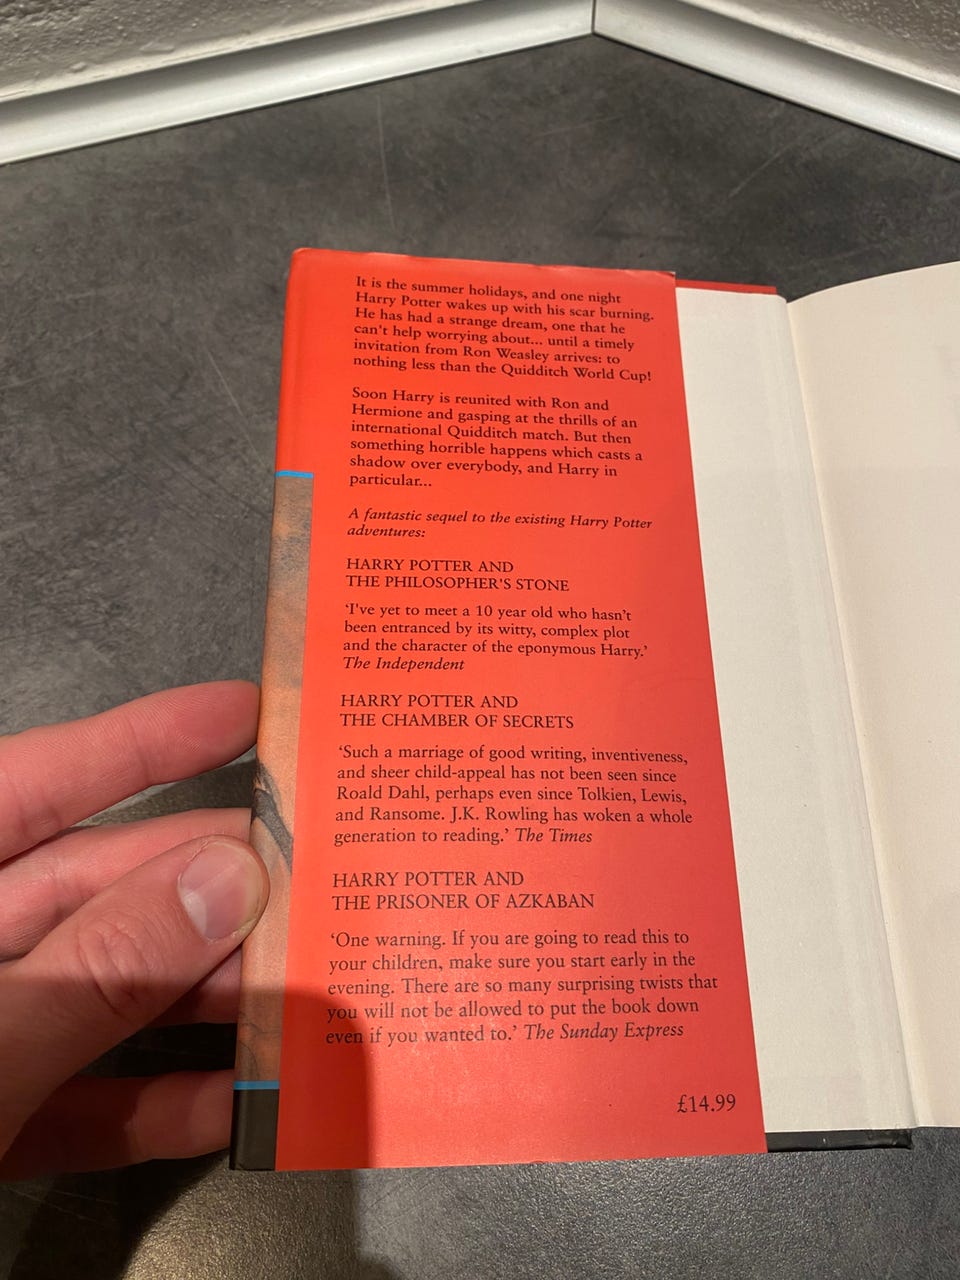 It is the summer holidays, and one night
Harry Potter wakes up with his scar burning.
He has had a strange dream, one that he
can't help worrying about... until a timely
invitation from Ron Weasley arrives: to
nothing less than the Quidditch World Cup!
Soon Harry is reunited with Ron and
Hermione and gasping at the thrills of an
international Quidditch match. But then
something horrible happens which casts a
shadow over everybody, and Harry in
particular...
A fantastic sequel to the existing Harry Potter
adventures:
HARRY POTTER AND
THE PHILOSOPHER'S STONE
‘I've yet to meet a 10 year old who hasn't
been entranced by its witty, complex plot
and the character of the eponymous Harry.’
The Independent
HARRY POTTER AND
THE CHAMBER OF SECRETS
‘Such a marriage of good writing, inventiveness,
and sheer child-appeal has not been seen since
Roald Dahl, perhaps even since Tolkien, Lewis,
and Ransome. J.K. Rowling has woken a whole
generation to reading.’ The Times
HARRY POTTER AND
THE PRISONER OF AZKABAN
‘One warning. If you are going to read this to
your children, make sure you start early in the
evening. There are so many surprising twists that
you will not be allowed to put the book down
even if you wanted to.’ The Sunday Express
£14.99